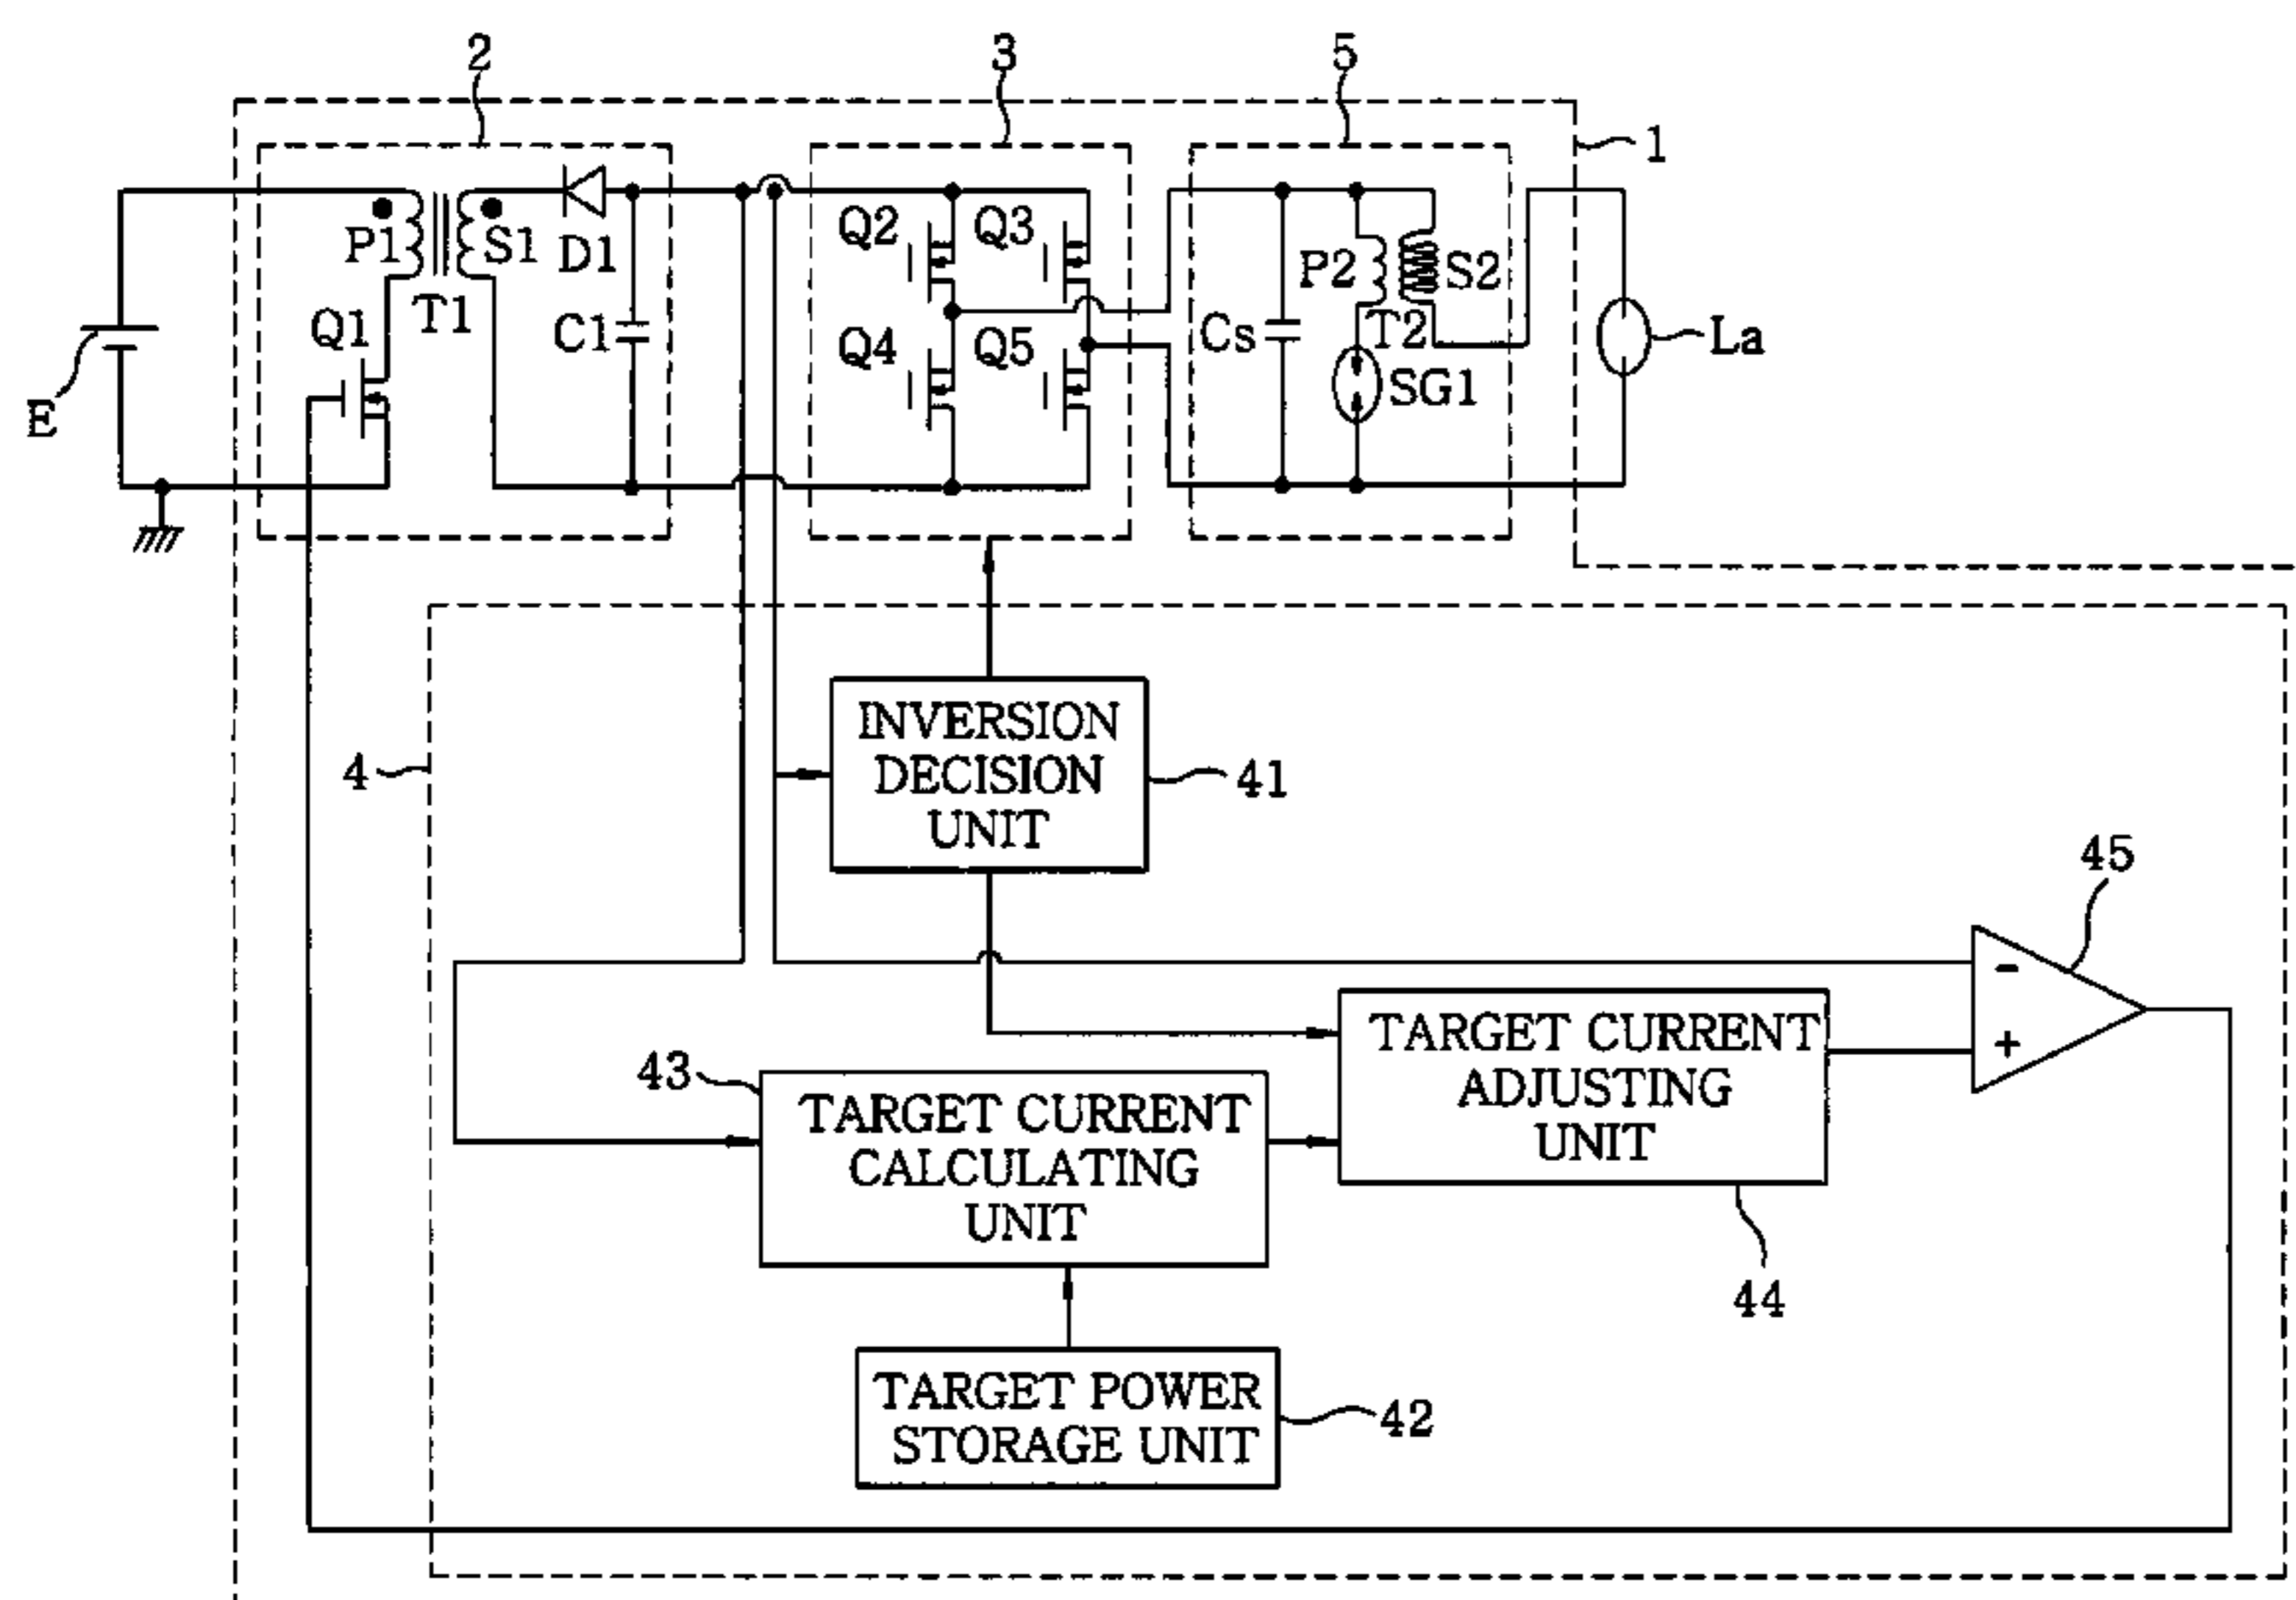 2
3
5
1
Q2
Q3
P1
S1
D1
P2
S2
Q1
T1
C1
Q4
Q5
Cs
T2
La
SG1
E
INVERSION
DECISION
UNIT
4
41
45
-
+
TARGET CURRENT
ADJUSTING
UNIT
43
TARGET CURRENT
CALCULATING
UNIT
44
TARGET POWER
STORAGE UNIT
42